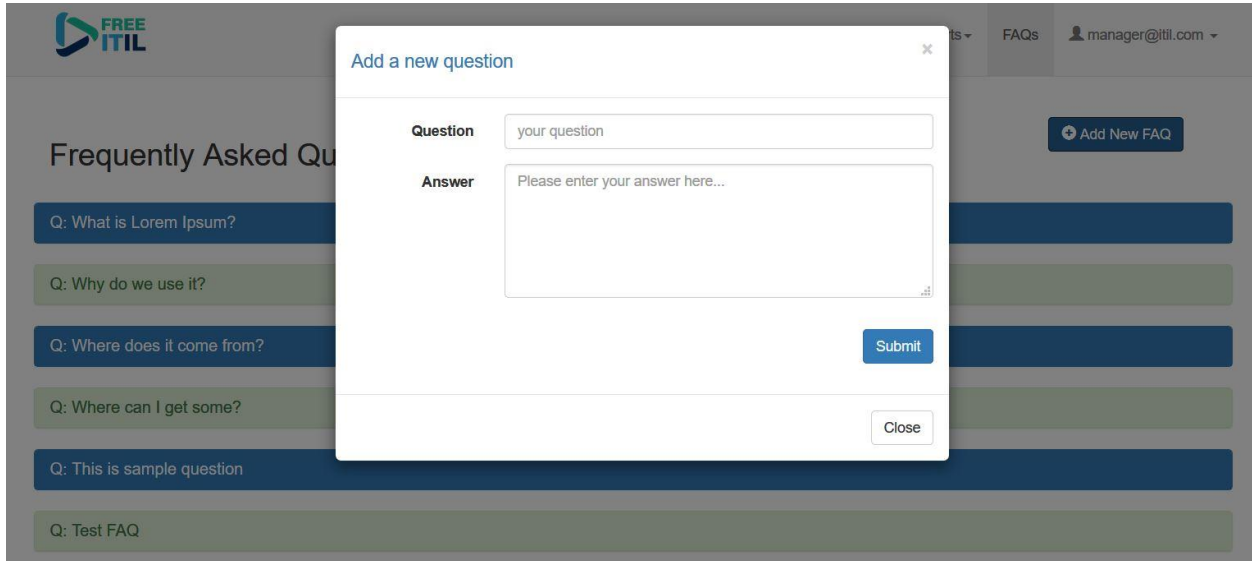 FREE
ITIL
ts
FAQs
manager@itil.com
Add a new question
×
Question
your question
Answer
Please enter your answer here...
Submit
Close
Add New FAQ
Frequently Asked Qu
Q: What is Lorem Ipsum?
Q: Why do we use it?
Q: Where does it come from?
Q: Where can I get some?
Q: This is sample question
Q: Test FAQ